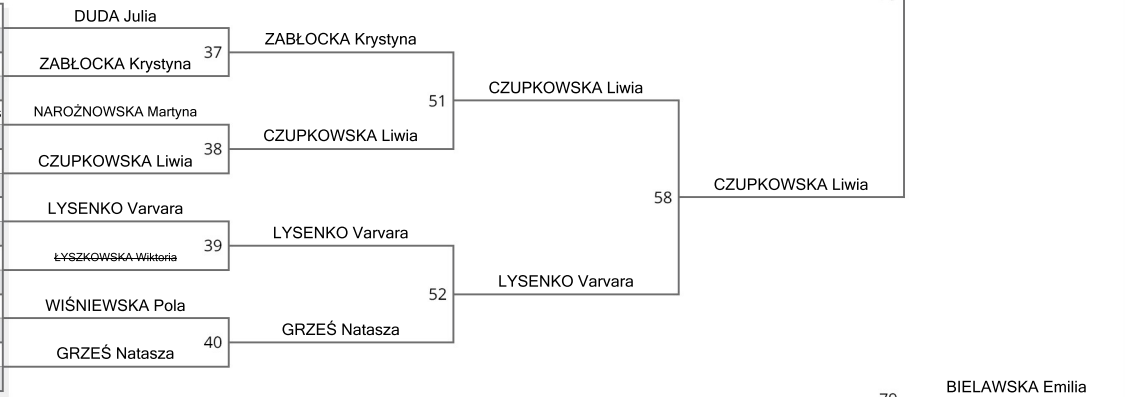 DUDA Julia
37
ZABŁOCKA Krystyna
ZABŁOCKA Krystyna
51
CZUPKOWSKA Liwia
NAROŻNOWSKA Martyna
38
CZUPKOWSKA Liwia
CZUPKOWSKA Liwia
58
CZUPKOWSKA Liwia
LYSENKO Varvara
39
LYSENKO Varvara
ŁYSZKOWSKA Wiktoria
52
LYSENKO Varvara
WIŚNIEWSKA Pola
40
GRZEŚ Natasza
GRZEŚ Natasza
BIELAWSKA Emilia